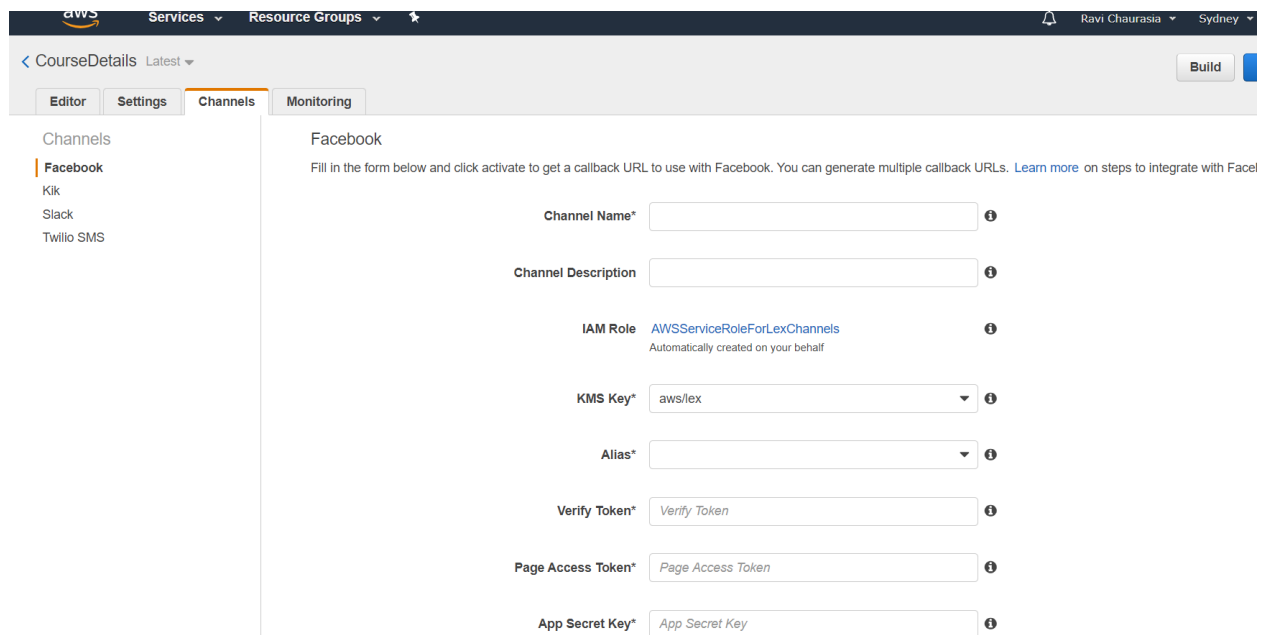 aws Services Resource Groups Ravi Chaurasia Sydney
CourseDetails Latest
Build
Editor Settings Channels Monitoring
Channels
Facebook
Kik
Slack
Twilio SMS
Facebook
Fill in the form below and click activate to get a callback URL to use with Facebook. You can generate multiple callback URLs. Learn more on steps to integrate with
Channel Name*
Channel Description
IAM Role AWSServiceRoleForLexChannels
Automatically created on your behalf
KMS Key* aws/lex
Alias*
Verify Token* Verify Token
Page Access Token* Page Access Token
App Secret Key* App Secret Key